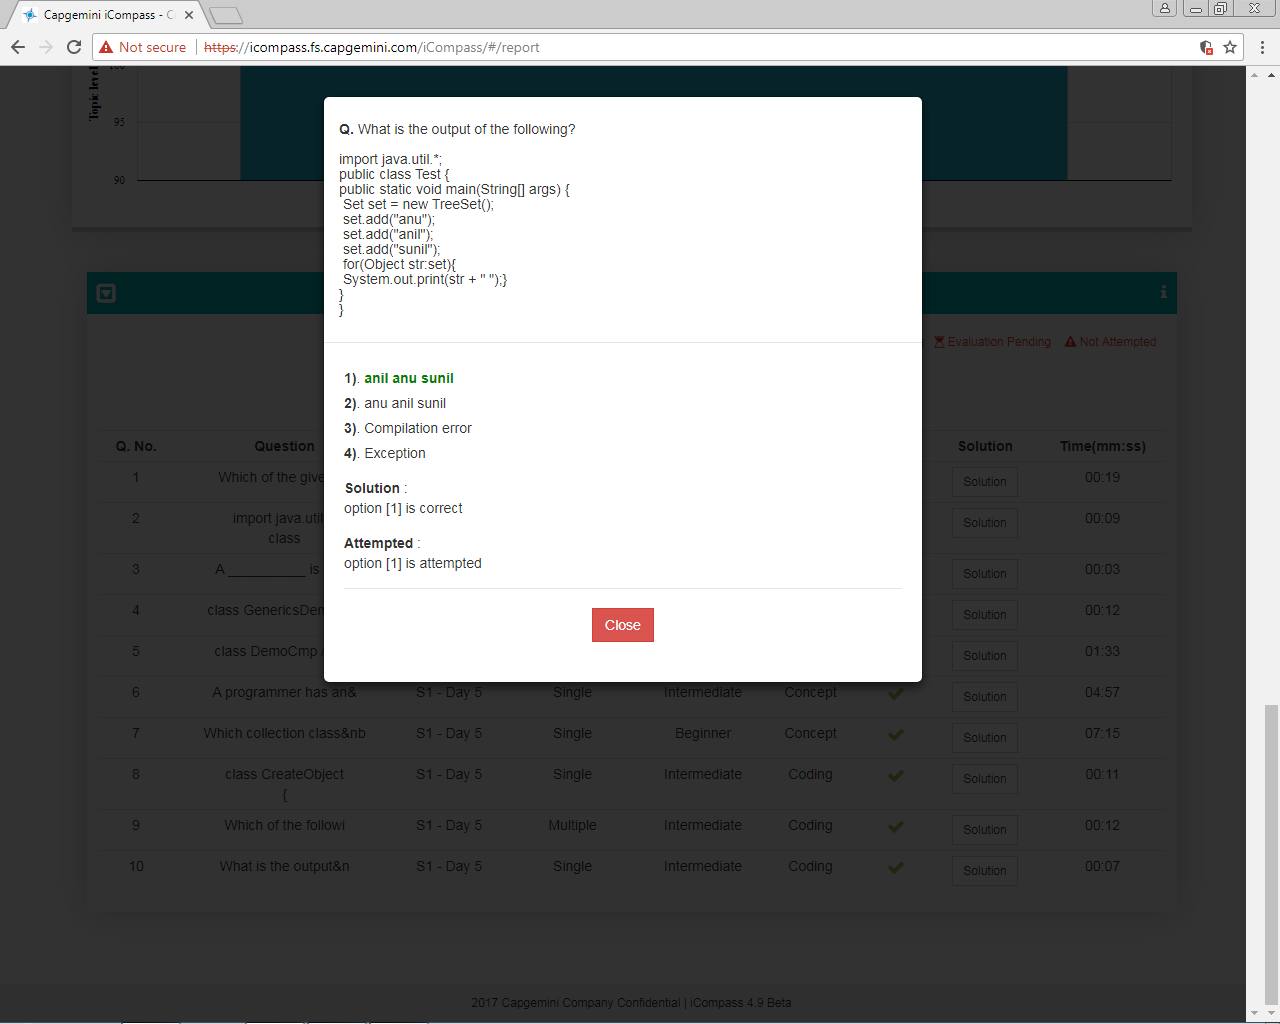 Capgemini iCompass - C
Not secure
https://icompass.fs.capgemini.com/iCompass/#/report
Topic level
95
90
Q. What is the output of the following?
import java.util.*;
public class Test {
public static void main(String[] args) {
Set set = new TreeSet();
set.add("anu");
set.add("anil");
set.add("sunil");
for(Object str:set){
System.out.print(str + " ");}
}
}
1). anil anu sunil
2). anu anil sunil
3). Compilation error
4). Exception
Solution :
option [1] is correct
Attempted :
option [1] is attempted
Close
Evaluation Pending Not Attempted
Q. No. Question Solution Time(mm:ss)
1 Which of the give Solution 00:19
2 import java.util Solution 00:09
class
3 A __________ is Solution 00:03
4 class GenericsDe Solution 00:12
5 class DemoCmp Solution 01:33
6 A programmer has an& S1 - Day 5 Single Intermediate Concept Solution 04:57
7 Which collection class&nb S1 - Day 5 Single Beginner Concept Solution 07:15
8 class CreateObject S1 - Day 5 Single Intermediate Coding Solution 00:11
{
9 Which of the followi S1 - Day 5 Multiple Intermediate Coding Solution 00:12
10 What is the output&n S1 - Day 5 Single Intermediate Coding Solution 00:07
2017 Capgemini Company Confidential | iCompass 4.9 Beta